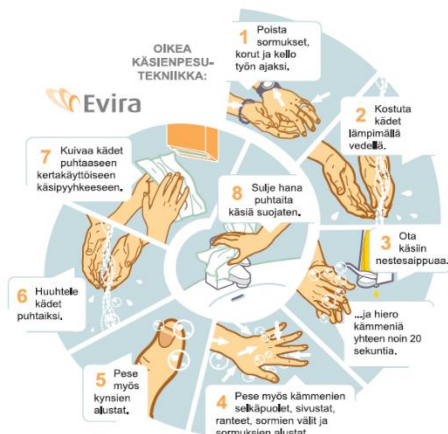 OIKEA
KÄSIENPESU-
TEKNIIKKA:
Evira
1 Poista
sormukset,
korut ja kello
työn ajaksi.
2 Kostuta
kädet
lämpimällä
vedellä.
3 Ota
käsiin
nestesaippuaa.
...ja hiero
kämmeniä
yhteen noin 20
sekuntia.
4 Pese myös kämmenien
selkäpuolet, sivustat,
ranteet, sormien välit ja
sormuksien alustat.
5 Pese
myös
kynsien
alustat.
6 Huuhtele
kädet
puhtaiksi.
7 Kuivaa kädet
puhtaaseen
kertakäyttöiseen
käsipyyhkeeseen.
8 Sulje hana
puhtaita
käsiä suojaten.